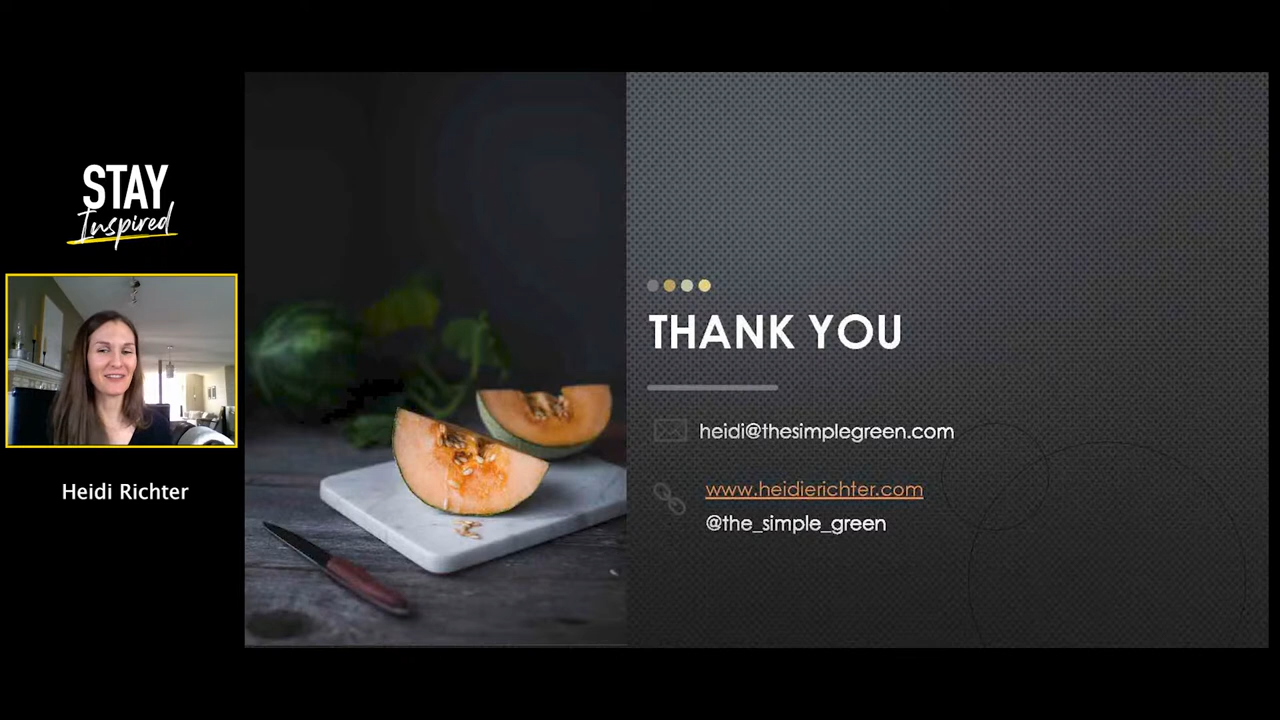 STAY
Inspired
Heidi Richter
THANK YOU
heidi@thesimplegreen.com
www.heidierichter.com
@the_simple_green